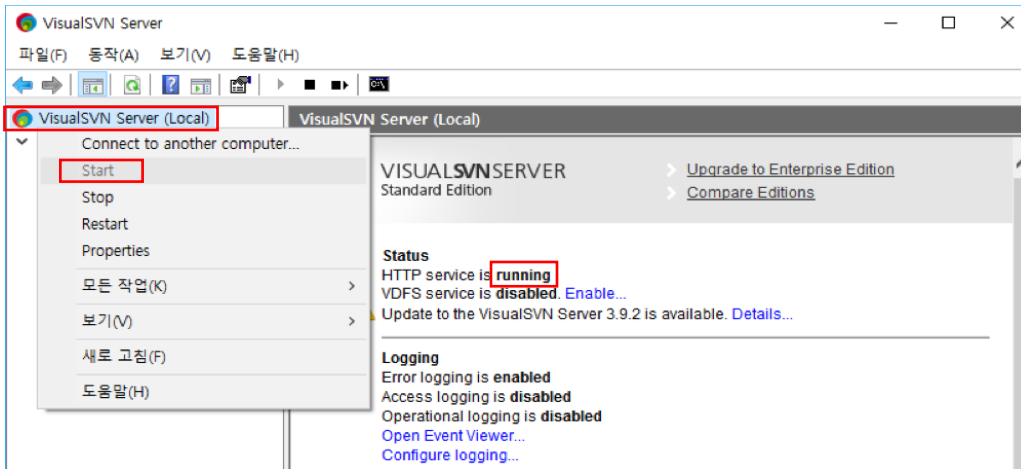 VisualSVN Server
파일(F) 동작(A) 보기(V) 도움말(H)
VisualSVN Server (Local)
Connect to another computer...
Start
Stop
Restart
Properties
모든 작업(K)
보기(V)
새로 고침(F)
도움말(H)
VisualSVN Server (Local)
VISUALSVNSERVER
Standard Edition
Upgrade to Enterprise Edition
Compare Editions
Status
HTTP service is running
VDFS service is disabled. Enable...
Update to the VisualSVN Server 3.9.2 is available. Details...
Logging
Error logging is enabled
Access logging is disabled
Operational logging is disabled
Open Event Viewer...
Configure logging...